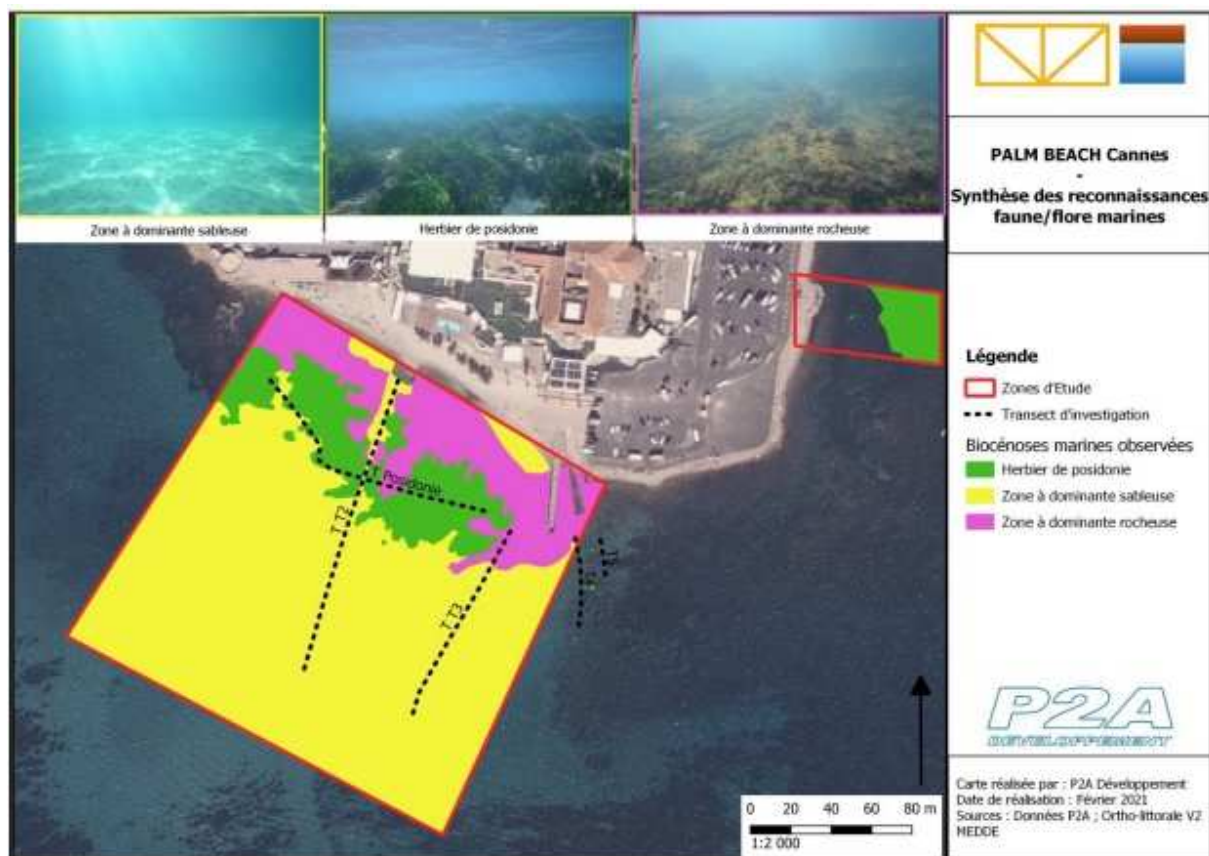 Zone à dominante sableuse
Herbier de posidonie
Zone à dominante rocheuse
PALM BEACH Cannes
-
Synthèse des reconnaissances
faune/flore marines
Légende
Zones d'Etude
Transect d'investigation
Biocénoses marines observées
Herbier de posidonie
Zone à dominante sableuse
Zone à dominante rocheuse
Posidonie
T T2
T T3
0 20 40 60 80 m
1:2 000
P2A
DÉVELOPPEMENT
Carte réalisée par : P2A Développement
Date de réalisation : Février 2021
Sources : Données P2A ; Ortho-littorale V2
MEDDE